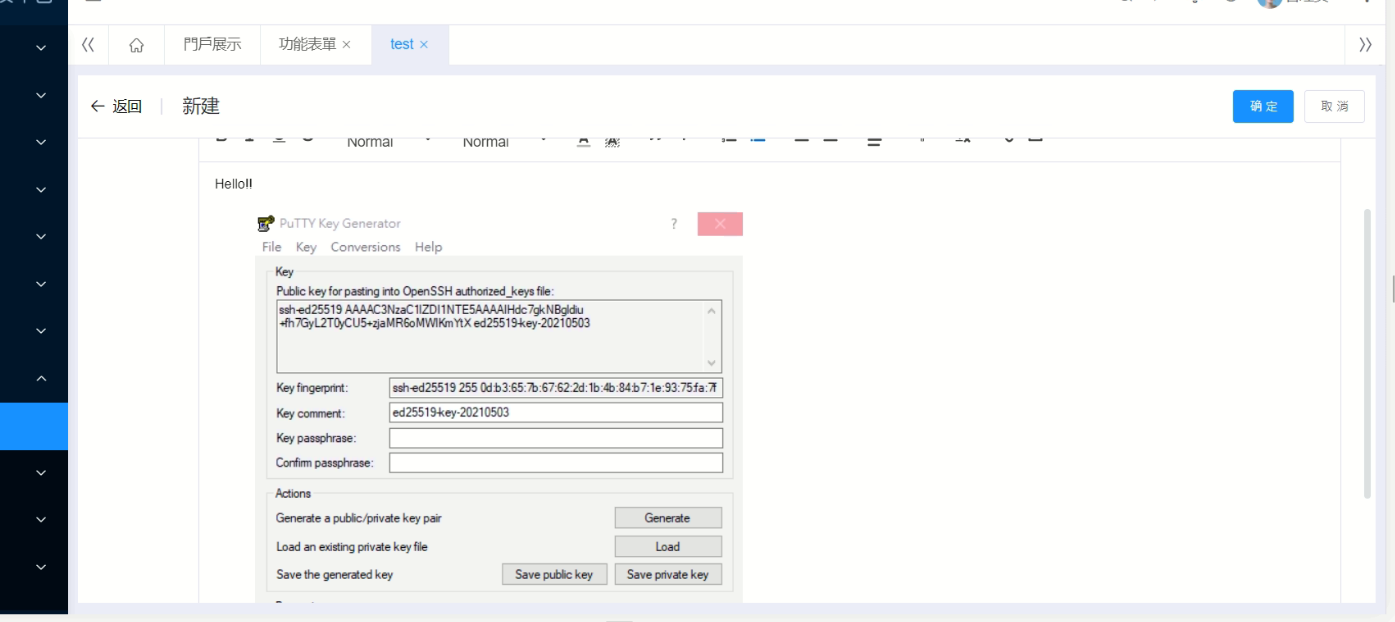 門戶展示 功能表單 × test ×
← 返回 新建 确 定 取 消
Normal Normal
Hello!!
PuTTY Key Generator ?
File Key Conversions Help
Key
Public key for pasting into OpenSSH authorized_keys file:
ssh-ed25519
ed25519-key-20210503
Key fingerprint: ssh-ed25519 255 0d:b3:65:7b:67:62:2d:1b:4b:84:b7:1e:93:75:fa:7f
Key comment: ed25519-key-20210503
Key passphrase:
Confirm passphrase:
Actions
Generate a public/private key pair Generate
Load an existing private key file Load
Save the generated key Save public key Save private key